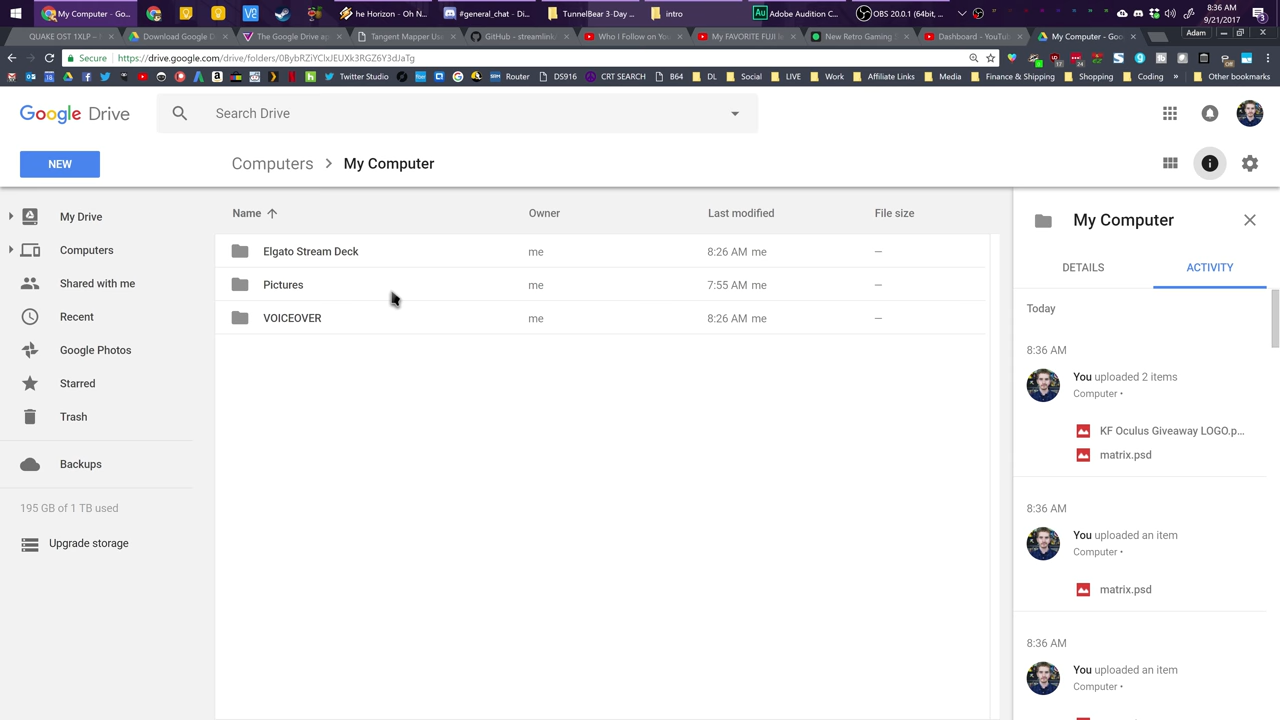 My Computer - Goo
he Horizon - Oh N...
#general_chat - Di...
TunnelBear 3-Day ...
intro
Adobe Audition C...
OBS 20.0.1 (64bit, ...
8:36 AM
9/21/2017
3
QUAKE OST 1XLP – 
Download Google D
The Google Drive ap
Tangent Mapper Use
GitHub - streamlink
Who I Follow on You
My FAVORITE FUJI In
New Retro Gaming
Dashboard - YouTub
My Computer - Goo
Adam
Secure
https://drive.google.com/drive/folders/0BybRZiYClxJEUXk3RGZ6Y3dJaTg
Twitter Studio
Router
DS916
CRT SEARCH
B64
DL
Social
LIVE
Work
Affiliate Links
Media
Finance & Shipping
Shopping
Coding
»
Other bookmarks
Google Drive
Search Drive
NEW
Computers > My Computer
My Drive
Computers
Shared with me
Recent
Google Photos
Starred
Trash
Backups
195 GB of 1 TB used
Upgrade storage
Name Owner Last modified File size
Elgato Stream Deck me 8:26 AM me —
Pictures me 7:55 AM me —
VOICEOVER me 8:26 AM me —
My Computer
DETAILS ACTIVITY
Today
8:36 AM
You uploaded 2 items
Computer •
KF Oculus Giveaway LOGO.p...
matrix.psd
8:36 AM
You uploaded an item
Computer •
matrix.psd
8:36 AM
You uploaded an item
Computer •